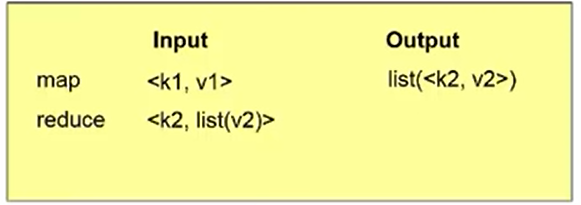 Input Output
map <k1, v1> list(<k2, v2>)
reduce <k2, list(v2)>